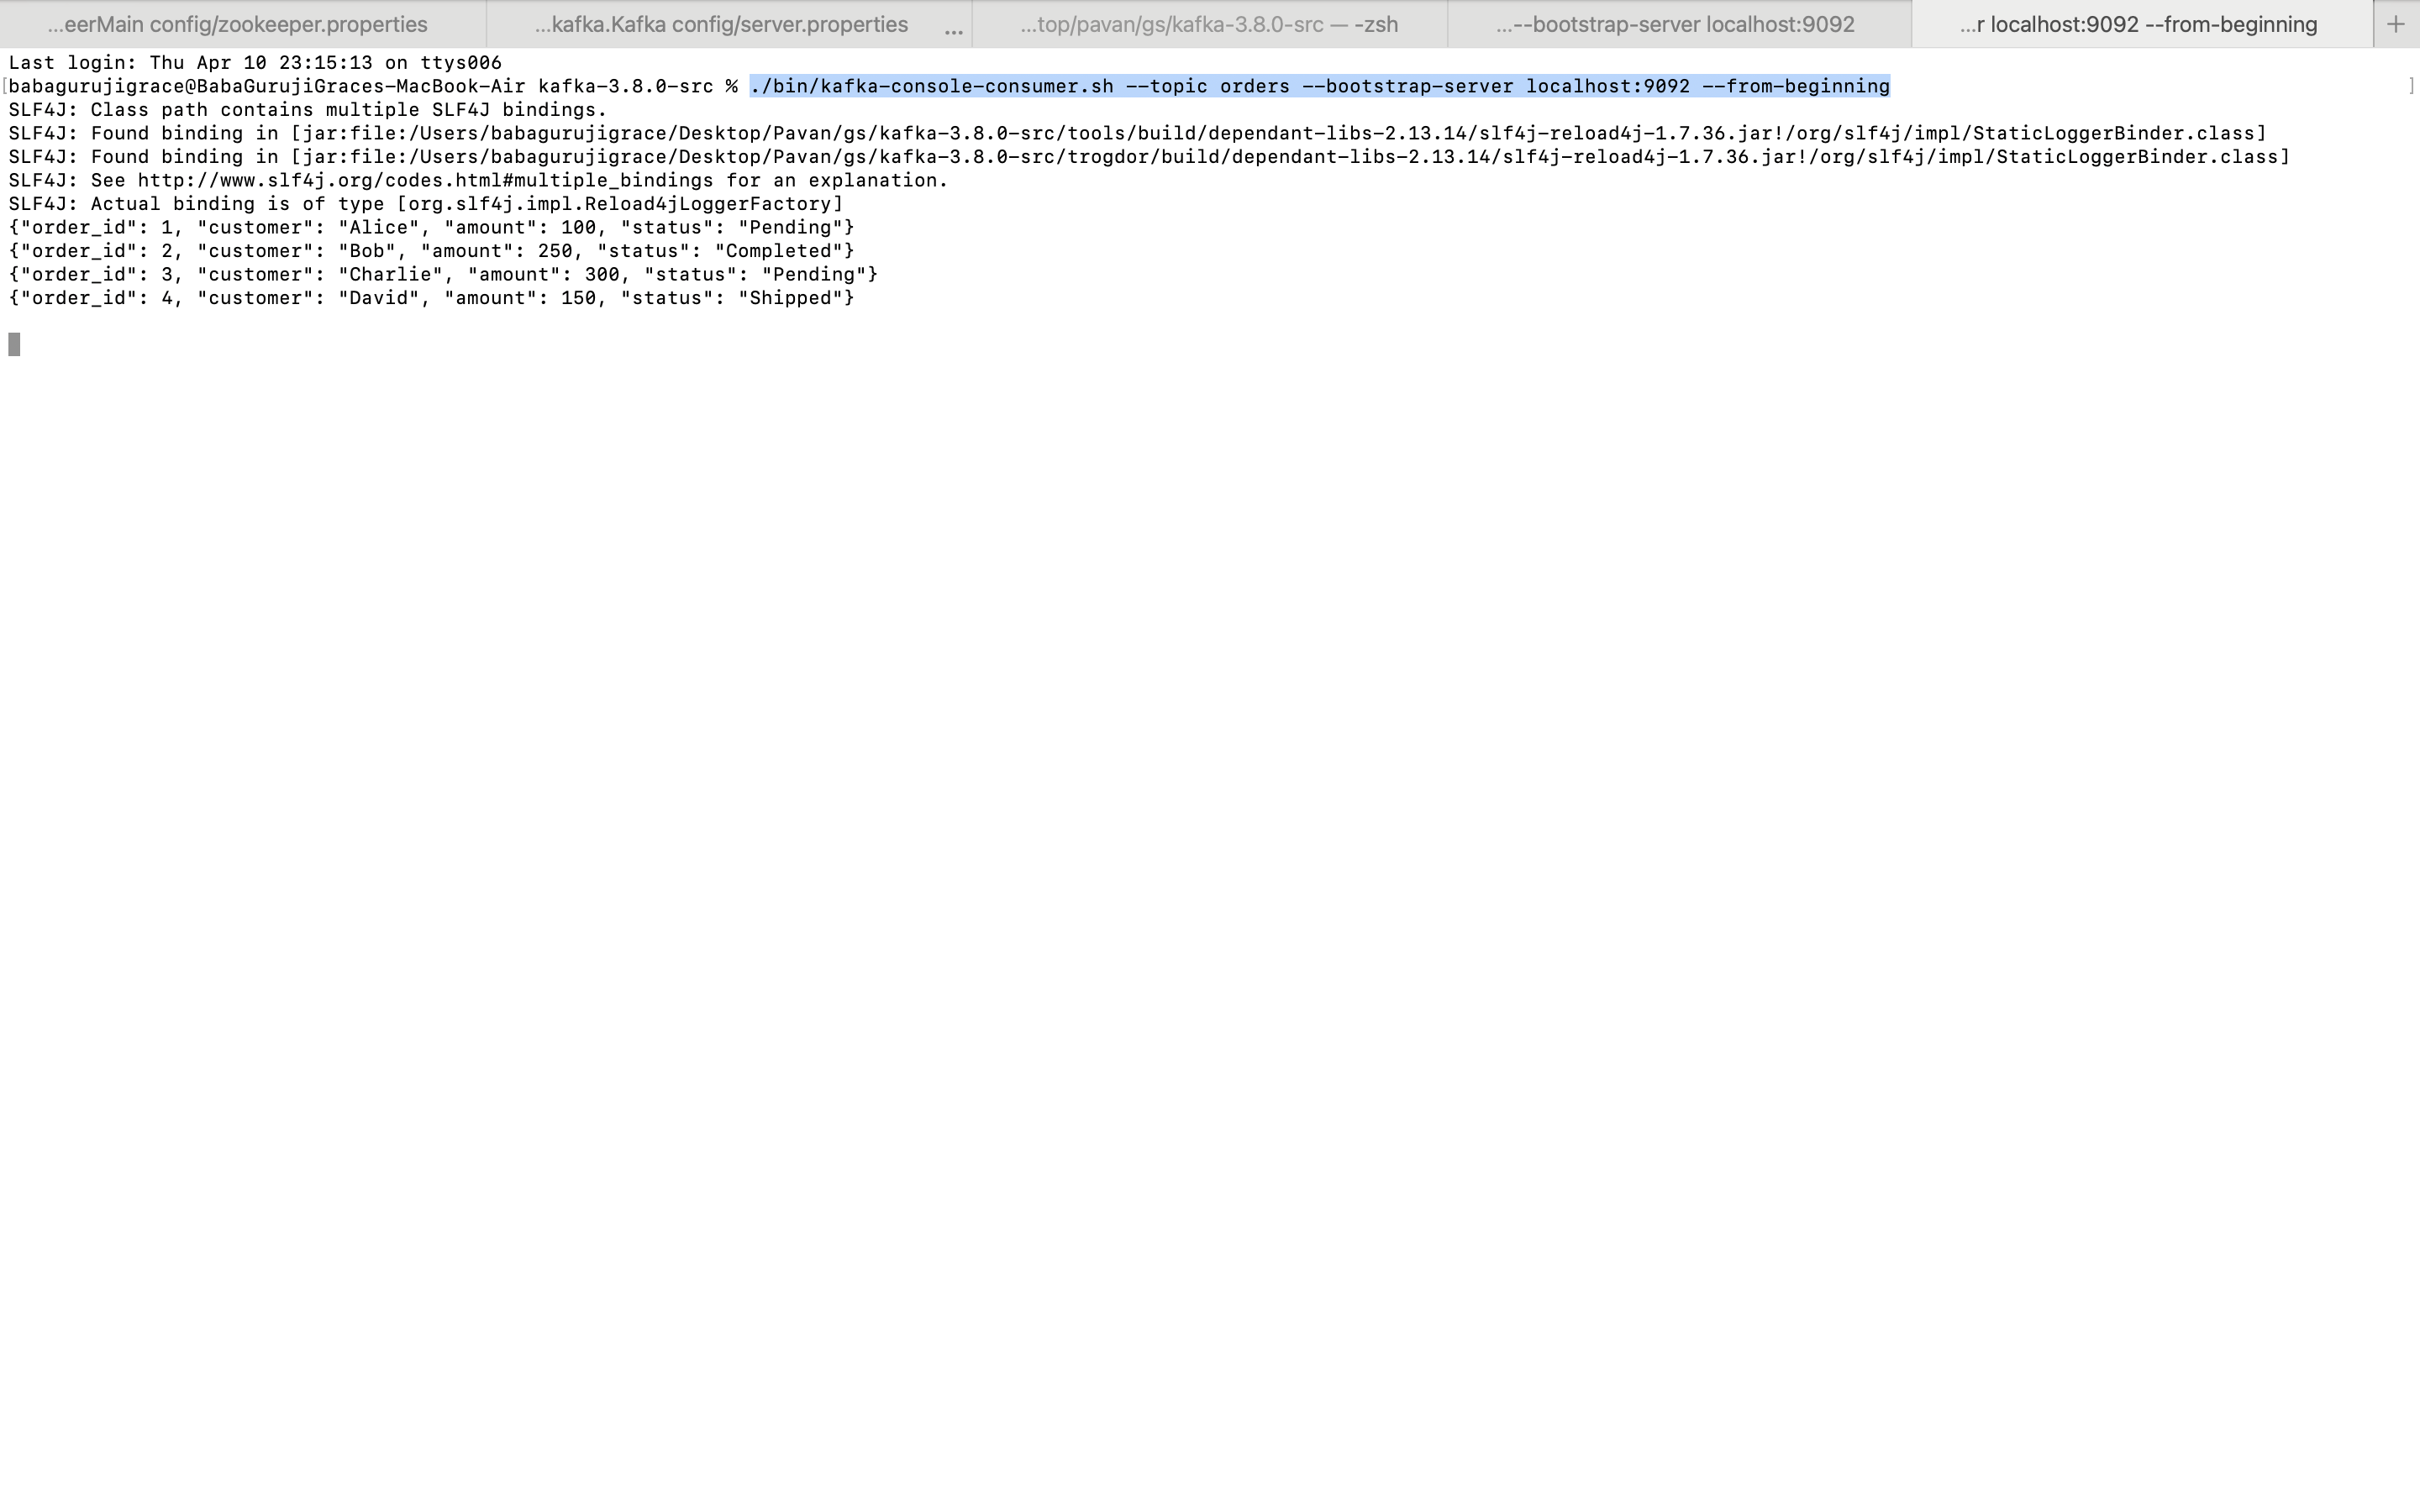 ...eerMain config/zookeeper.properties
...kafka.Kafka config/server.properties ...
...top/pavan/gs/kafka-3.8.0-src — -zsh
...--bootstrap-server localhost:9092
...r localhost:9092 --from-beginning
+
Last login: Thu Apr 10 23:15:13 on ttys006
[babagurujigrace@BabaGurujiGraces-MacBook-Air kafka-3.8.0-src % ./bin/kafka-console-consumer.sh --topic orders --bootstrap-server localhost:9092 --from-beginning ]
SLF4J: Class path contains multiple SLF4J bindings.
SLF4J: Found binding in [jar:file:/Users/babagurujigrace/Desktop/Pavan/gs/kafka-3.8.0-src/tools/build/dependant-libs-2.13.14/slf4j-reload4j-1.7.36.jar!/org/slf4j/impl/StaticLoggerBinder.class]
SLF4J: Found binding in [jar:file:/Users/babagurujigrace/Desktop/Pavan/gs/kafka-3.8.0-src/trogdor/build/dependant-libs-2.13.14/slf4j-reload4j-1.7.36.jar!/org/slf4j/impl/StaticLoggerBinder.class]
SLF4J: See http://www.slf4j.org/codes.html#multiple_bindings for an explanation.
SLF4J: Actual binding is of type [org.slf4j.impl.Reload4jLoggerFactory]
{"order_id": 1, "customer": "Alice", "amount": 100, "status": "Pending"}
{"order_id": 2, "customer": "Bob", "amount": 250, "status": "Completed"}
{"order_id": 3, "customer": "Charlie", "amount": 300, "status": "Pending"}
{"order_id": 4, "customer": "David", "amount": 150, "status": "Shipped"}